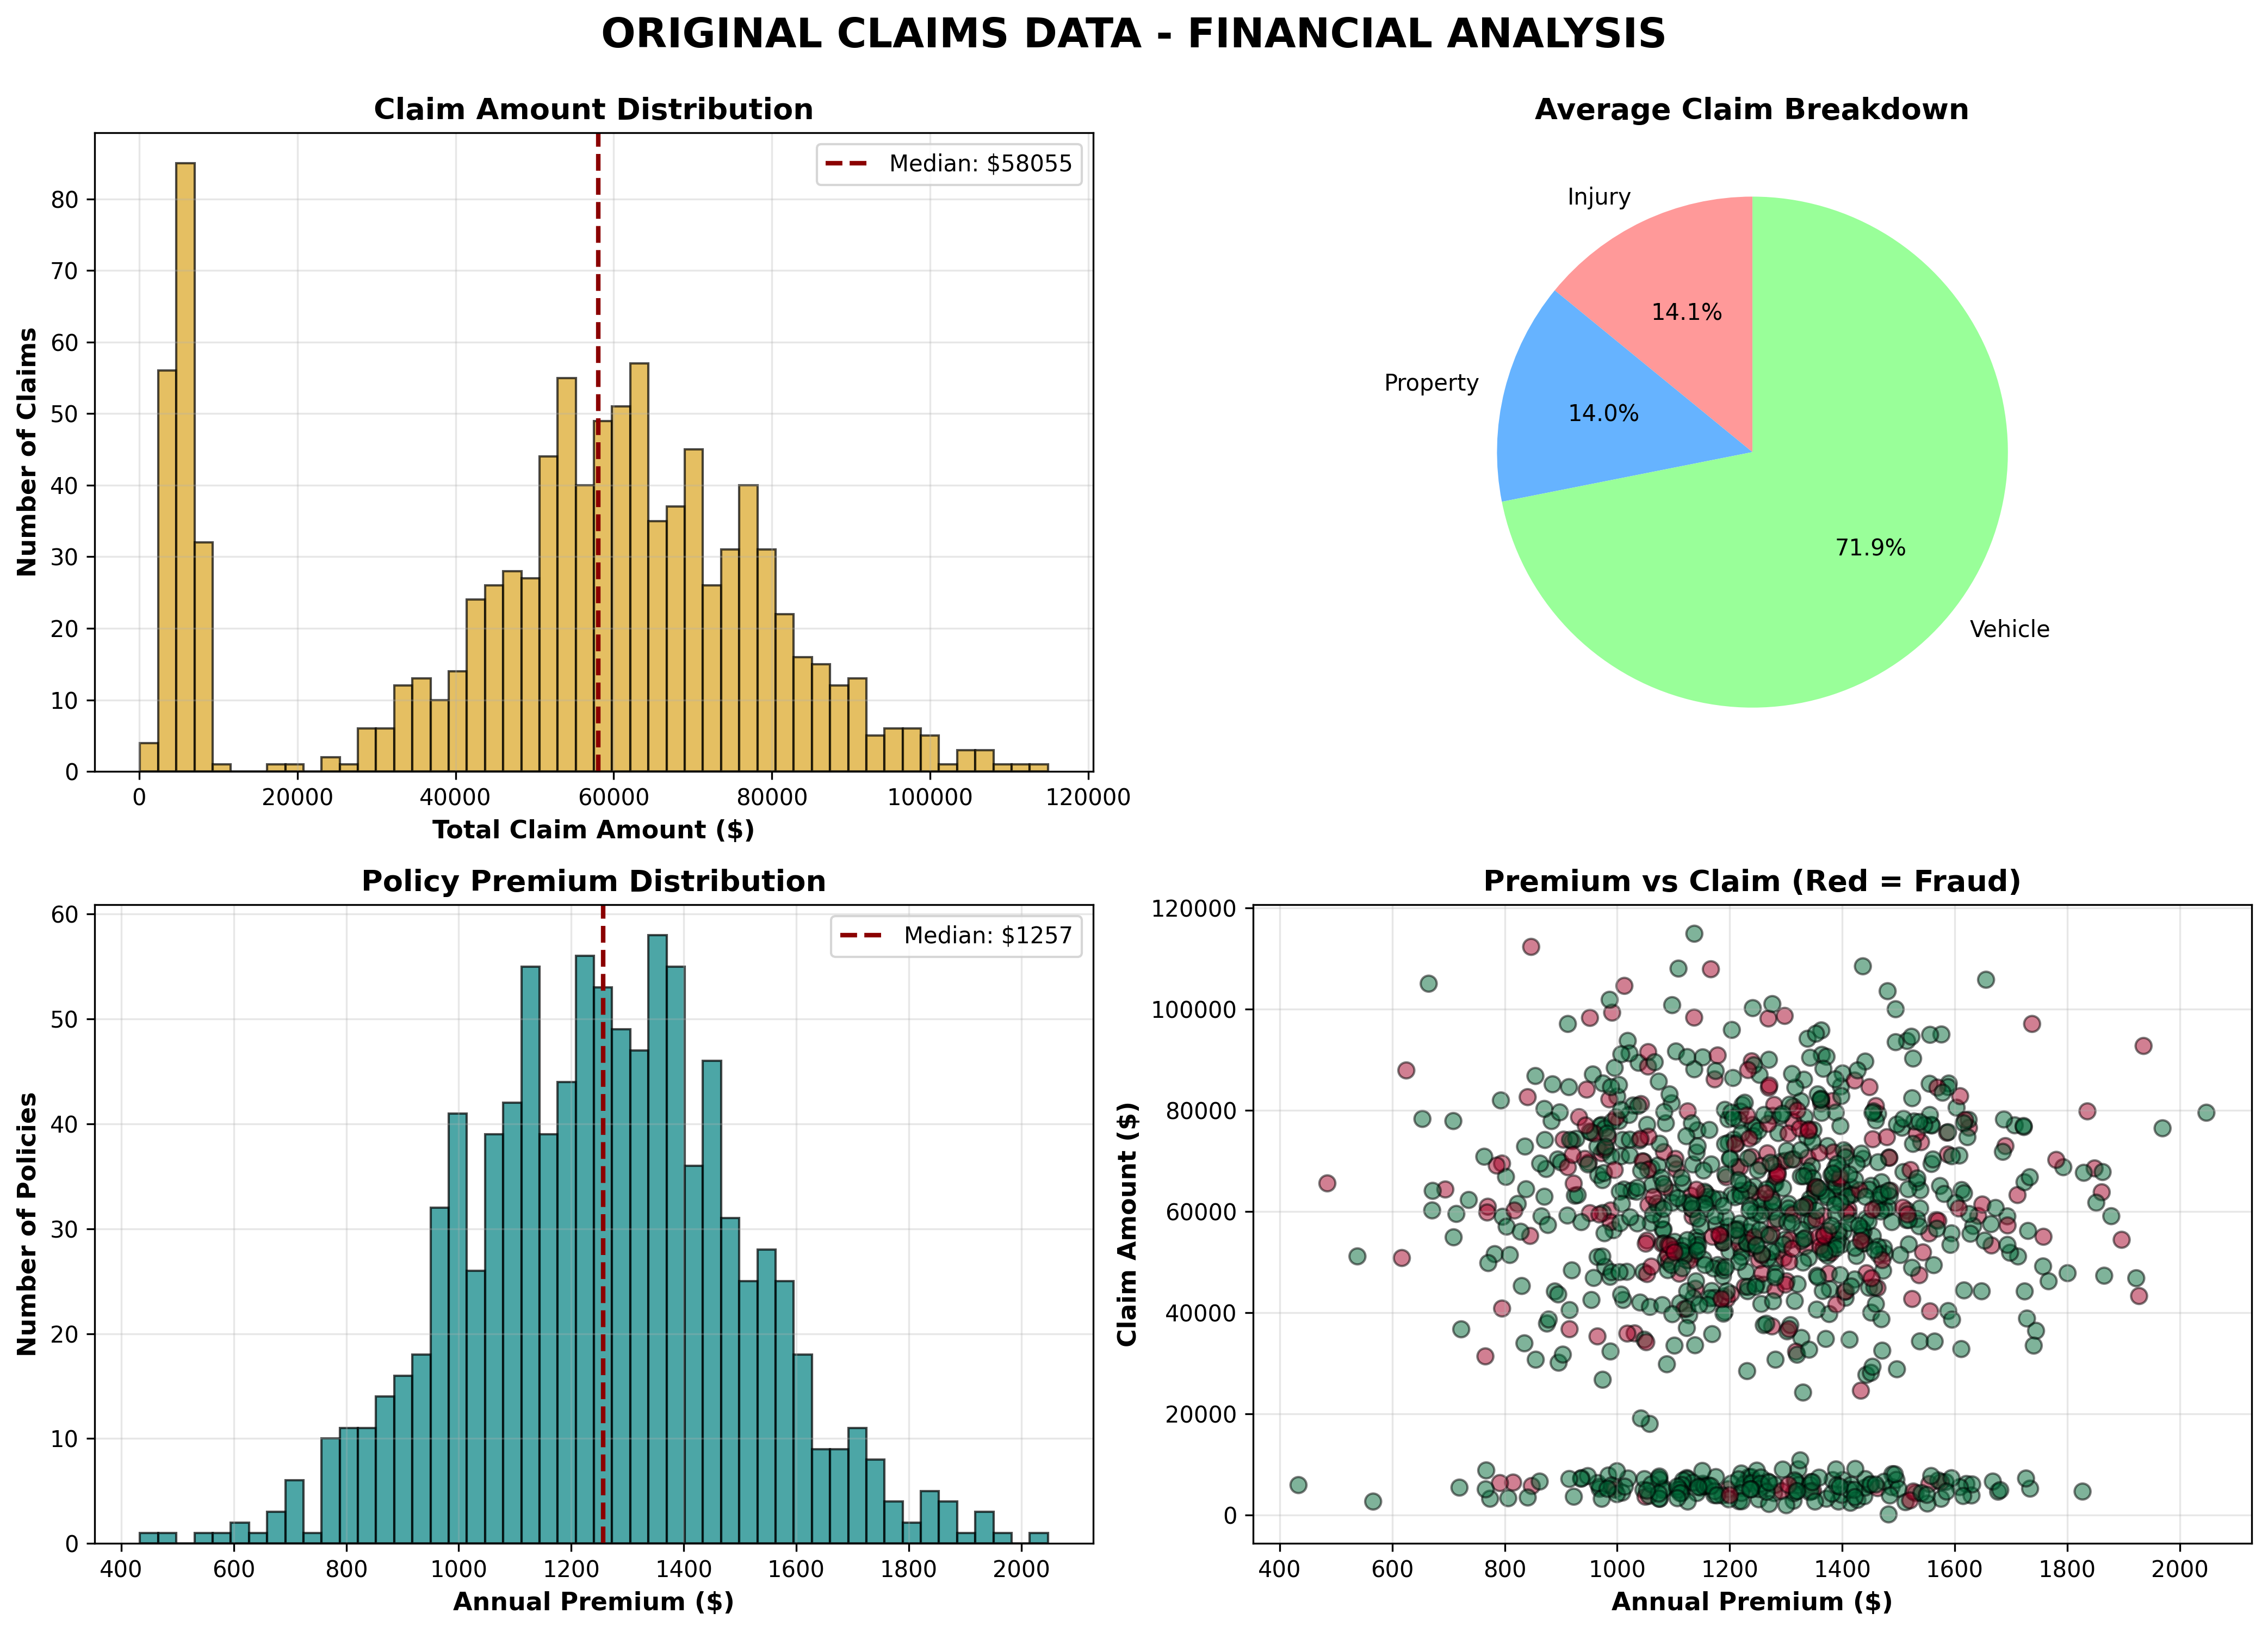 ORIGINAL CLAIMS DATA - FINANCIAL ANALYSIS
Claim Amount Distribution
Median: $58055
Number of Claims
80
70
60
50
40
30
20
10
0
0 20000 40000 60000 80000 100000 120000
Total Claim Amount ($)
Average Claim Breakdown
Injury
14.1%
Property
14.0%
71.9%
Vehicle
Policy Premium Distribution
Median: $1257
Number of Policies
60
50
40
30
20
10
0
400 600 800 1000 1200 1400 1600 1800 2000
Annual Premium ($)
Premium vs Claim (Red = Fraud)
Claim Amount ($)
120000
100000
80000
60000
40000
20000
0
400 600 800 1000 1200 1400 1600 1800 2000
Annual Premium ($)